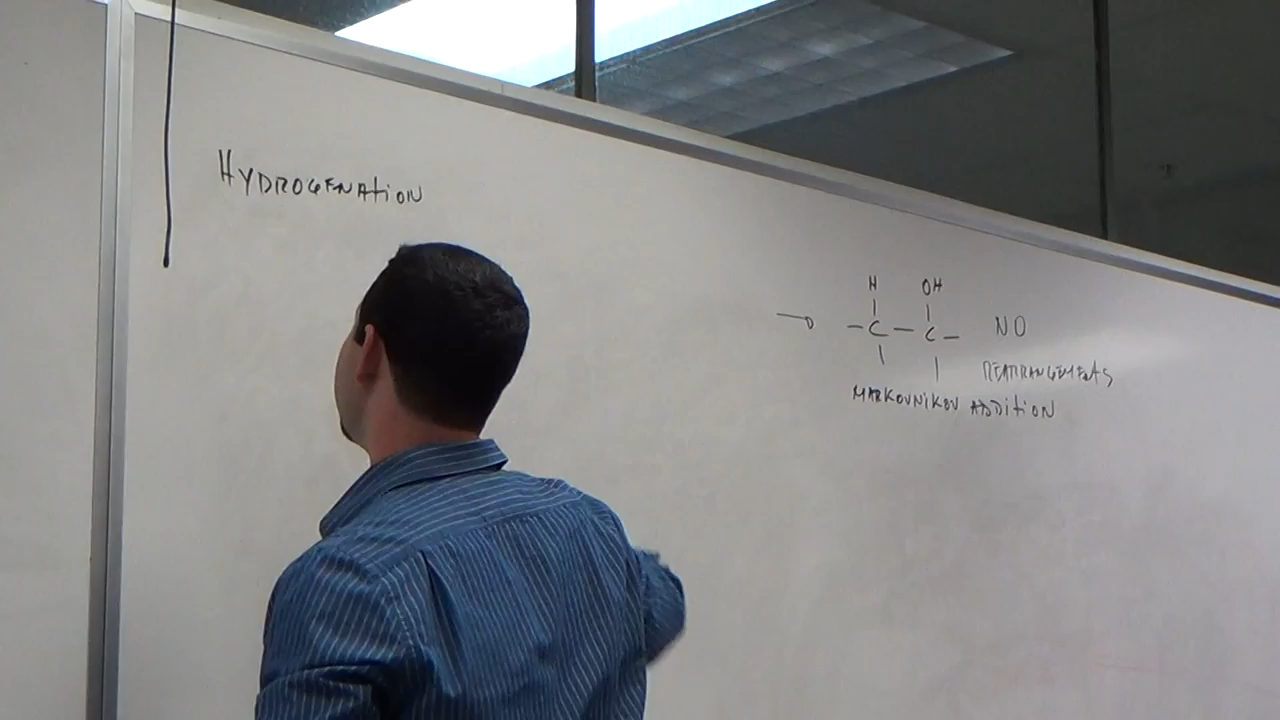 HYDROGENATiON
H OH
- C - C - NO
REARRANGEMENTS
MARKOVNIKOV ADDITiON